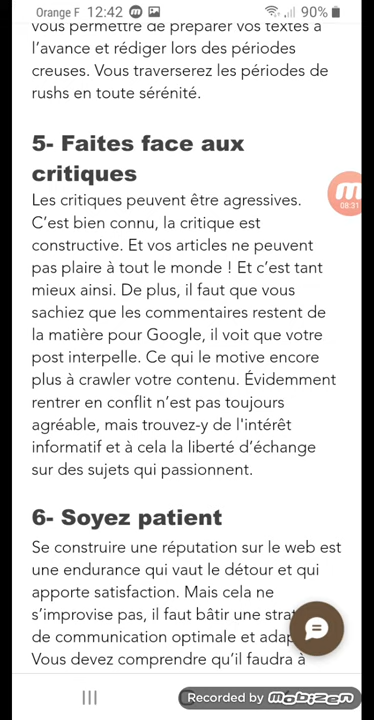 Orange F 12:42 90%
vous permettre de préparer vos textes à
l'avance et rédiger lors des périodes
creuses. Vous traverserez les périodes de
rushs en toute sérénité.
5- Faites face aux
critiques
Les critiques peuvent être agressives.
C'est bien connu, la critique est
constructive. Et vos articles ne peuvent
pas plaire à tout le monde ! Et c'est tant
mieux ainsi. De plus, il faut que vous
sachiez que les commentaires restent de
la matière pour Google, il voit que votre
post interpelle. Ce qui le motive encore
plus à crawler votre contenu. Évidemment
rentrer en conflit n'est pas toujours
agréable, mais trouvez-y de l'intérêt
informatif et à cela la liberté d'échange
sur des sujets qui passionnent.
08:31
6- Soyez patient
Se construire une réputation sur le web est
une endurance qui vaut le détour et qui
apporte satisfaction. Mais cela ne
s'improvise pas, il faut bâtir une
de communication optimale et
Vous devez comprendre qu'il faudra à
Recorded by mobizen